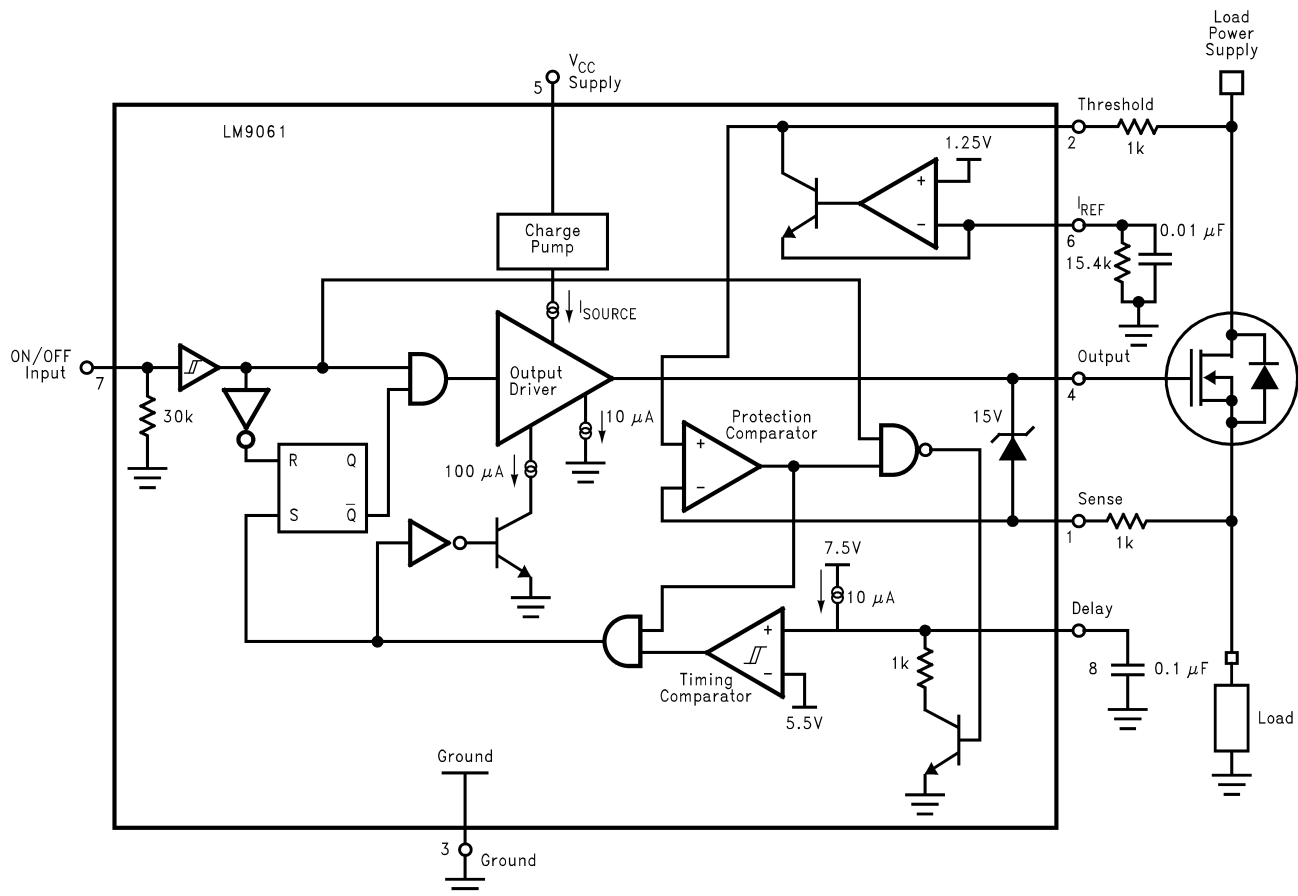 Load
Power
Supply
V_CC
Supply
5
LM9061
Threshold
2
1k
1.25V
+
−
I_REF
6
0.01 µF
15.4k
Charge
Pump
I_SOURCE
ON/OFF
Input
7
30k
Output
Driver
10 µA
Output
4
15V
Protection
Comparator
+
−
100 µA
R Q
S Q̅
Sense
1
1k
7.5V
10 µA
Delay
8
0.1 µF
+
−
Timing
Comparator
5.5V
1k
Load
Ground
3
Ground